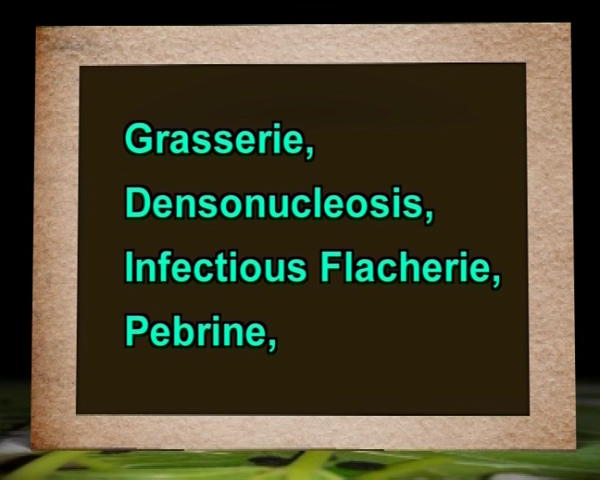 Grasserie,
Densonucleosis,
Infectious Flacherie,
Pebrine,